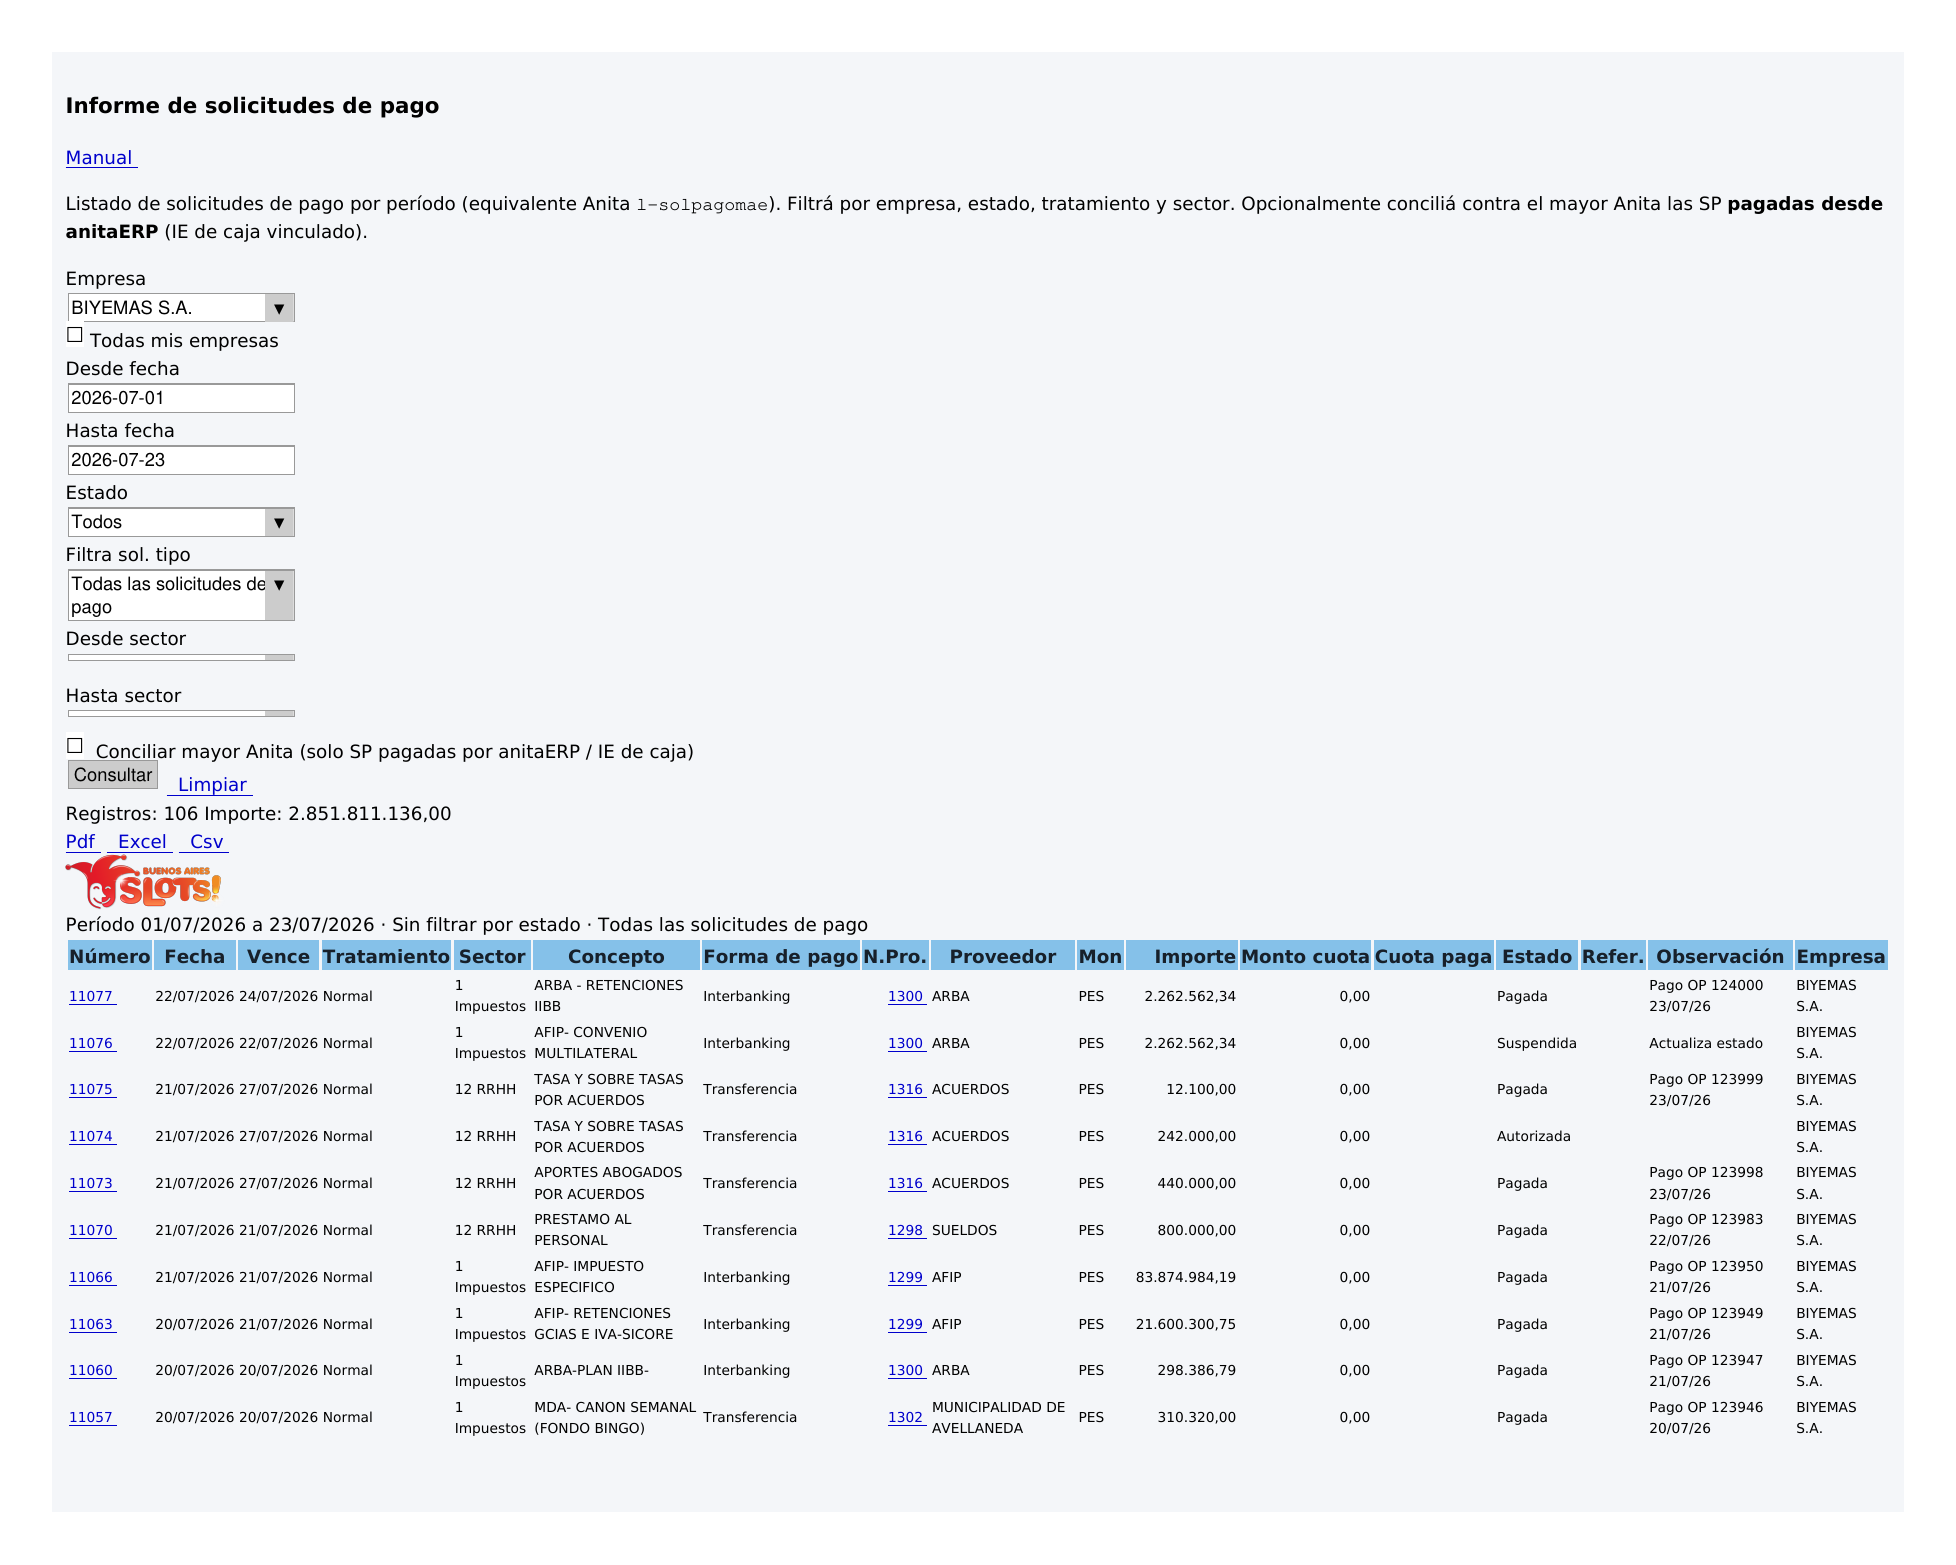 Informe de solicitudes de pago
Manual
Listado de solicitudes de pago por período (equivalente Anita l-solpagomae). Filtrá por empresa, estado, tratamiento y sector. Opcionalmente conciliá contra el mayor Anita las SP pagadas desde
anitaERP (IE de caja vinculado).
Empresa
BIYEMAS S.A. ▼
Todas mis empresas
Desde fecha
2026-07-01
Hasta fecha
2026-07-23
Estado
Todos ▼
Filtra sol. tipo
Todas las solicitudes de ▼
pago
Desde sector
Hasta sector
Conciliar mayor Anita (solo SP pagadas por anitaERP / IE de caja)
Consultar Limpiar
Registros: 106 Importe: 2.851.811.136,00
Pdf Excel Csv
BUENOS AIRES
SLOTS!
Período 01/07/2026 a 23/07/2026 · Sin filtrar por estado · Todas las solicitudes de pago
Número Fecha Vence Tratamiento Sector Concepto Forma de pago N.Pro. Proveedor Mon Importe Monto cuota Cuota paga Estado Refer. Observación Empresa
11077 22/07/2026 24/07/2026 Normal 1 Impuestos ARBA - RETENCIONES IIBB Interbanking 1300 ARBA PES 2.262.562,34 0,00 Pagada Pago OP 124000 23/07/26 BIYEMAS S.A.
11076 22/07/2026 22/07/2026 Normal 1 Impuestos AFIP- CONVENIO MULTILATERAL Interbanking 1300 ARBA PES 2.262.562,34 0,00 Suspendida Actualiza estado BIYEMAS S.A.
11075 21/07/2026 27/07/2026 Normal 12 RRHH TASA Y SOBRE TASAS POR ACUERDOS Transferencia 1316 ACUERDOS PES 12.100,00 0,00 Pagada Pago OP 123999 23/07/26 BIYEMAS S.A.
11074 21/07/2026 27/07/2026 Normal 12 RRHH TASA Y SOBRE TASAS POR ACUERDOS Transferencia 1316 ACUERDOS PES 242.000,00 0,00 Autorizada BIYEMAS S.A.
11073 21/07/2026 27/07/2026 Normal 12 RRHH APORTES ABOGADOS POR ACUERDOS Transferencia 1316 ACUERDOS PES 440.000,00 0,00 Pagada Pago OP 123998 23/07/26 BIYEMAS S.A.
11070 21/07/2026 21/07/2026 Normal 12 RRHH PRESTAMO AL PERSONAL Transferencia 1298 SUELDOS PES 800.000,00 0,00 Pagada Pago OP 123983 22/07/26 BIYEMAS S.A.
11066 21/07/2026 21/07/2026 Normal 1 Impuestos AFIP- IMPUESTO ESPECIFICO Interbanking 1299 AFIP PES 83.874.984,19 0,00 Pagada Pago OP 123950 21/07/26 BIYEMAS S.A.
11063 20/07/2026 21/07/2026 Normal 1 Impuestos AFIP- RETENCIONES GCIAS E IVA-SICORE Interbanking 1299 AFIP PES 21.600.300,75 0,00 Pagada Pago OP 123949 21/07/26 BIYEMAS S.A.
11060 20/07/2026 20/07/2026 Normal 1 Impuestos ARBA-PLAN IIBB- Interbanking 1300 ARBA PES 298.386,79 0,00 Pagada Pago OP 123947 21/07/26 BIYEMAS S.A.
11057 20/07/2026 20/07/2026 Normal 1 Impuestos MDA- CANON SEMANAL (FONDO BINGO) Transferencia 1302 MUNICIPALIDAD DE AVELLANEDA PES 310.320,00 0,00 Pagada Pago OP 123946 20/07/26 BIYEMAS S.A.